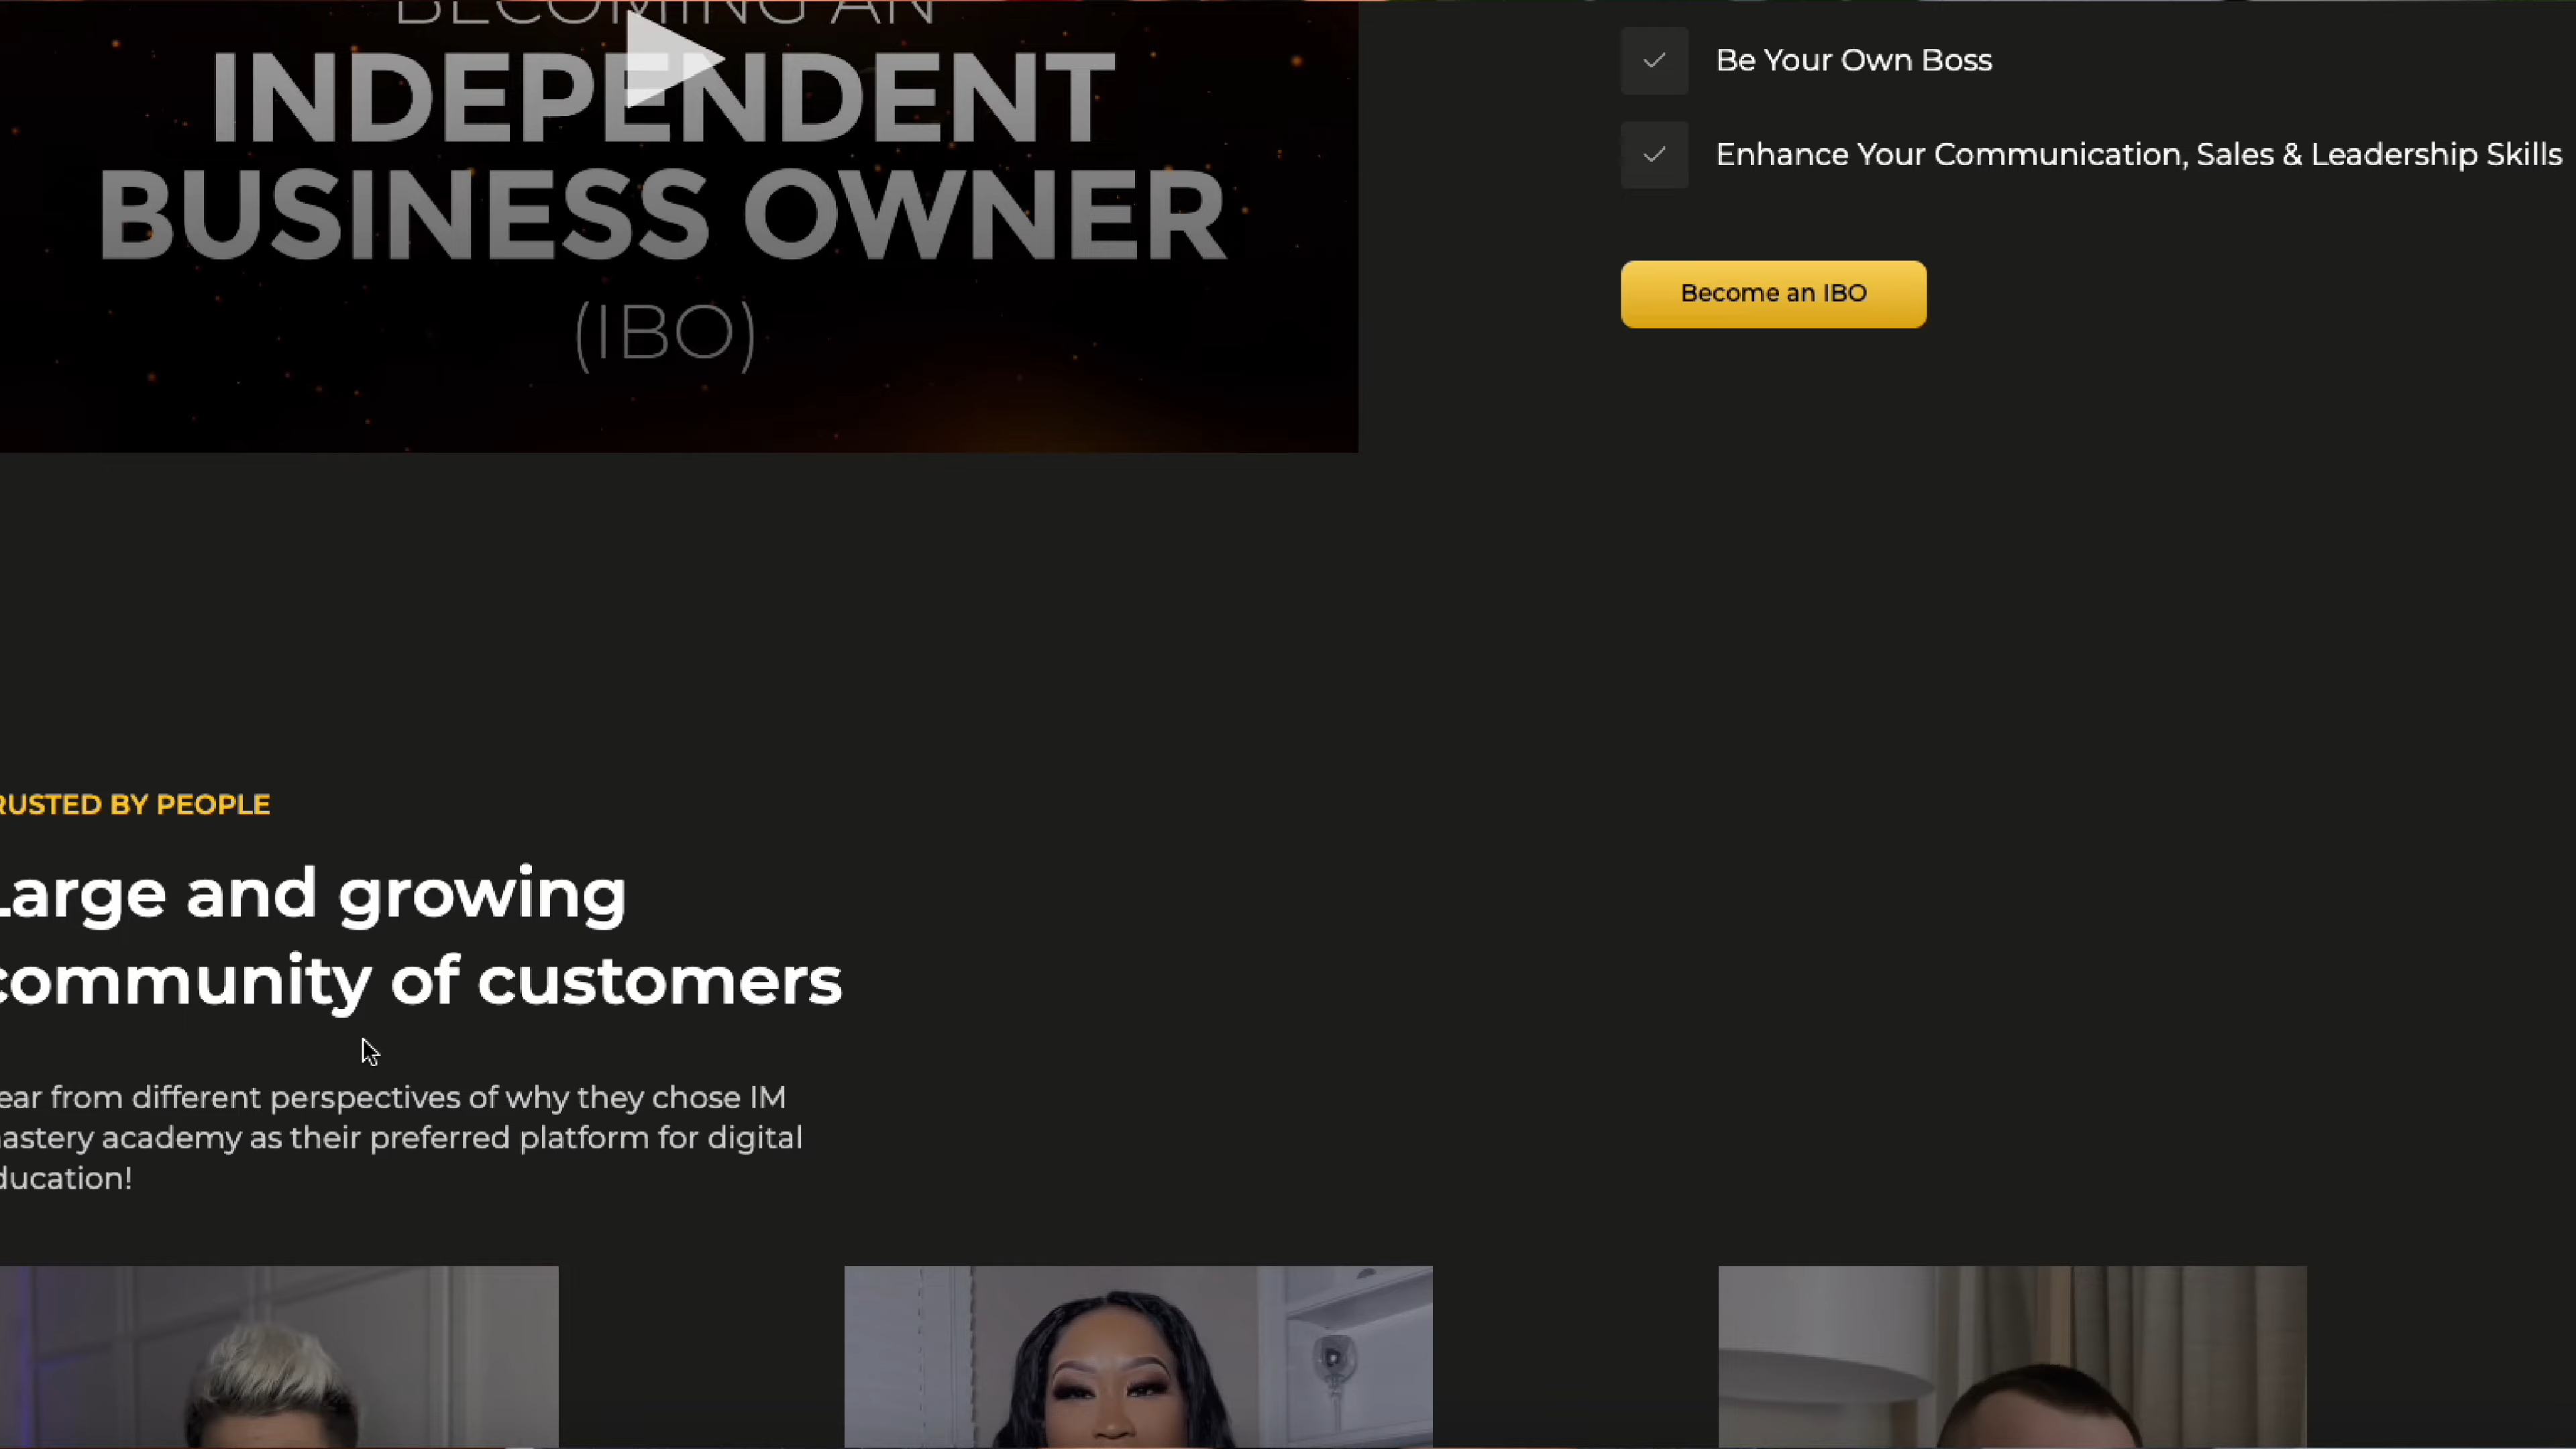 BECOMING AN
INDEPENDENT
BUSINESS OWNER
(IBO)
Be Your Own Boss
Enhance Your Communication, Sales & Leadership Skills
Become an IBO
RUSTED BY PEOPLE
Large and growing
community of customers
ear from different perspectives of why they chose IM
astery academy as their preferred platform for digital
ducation!